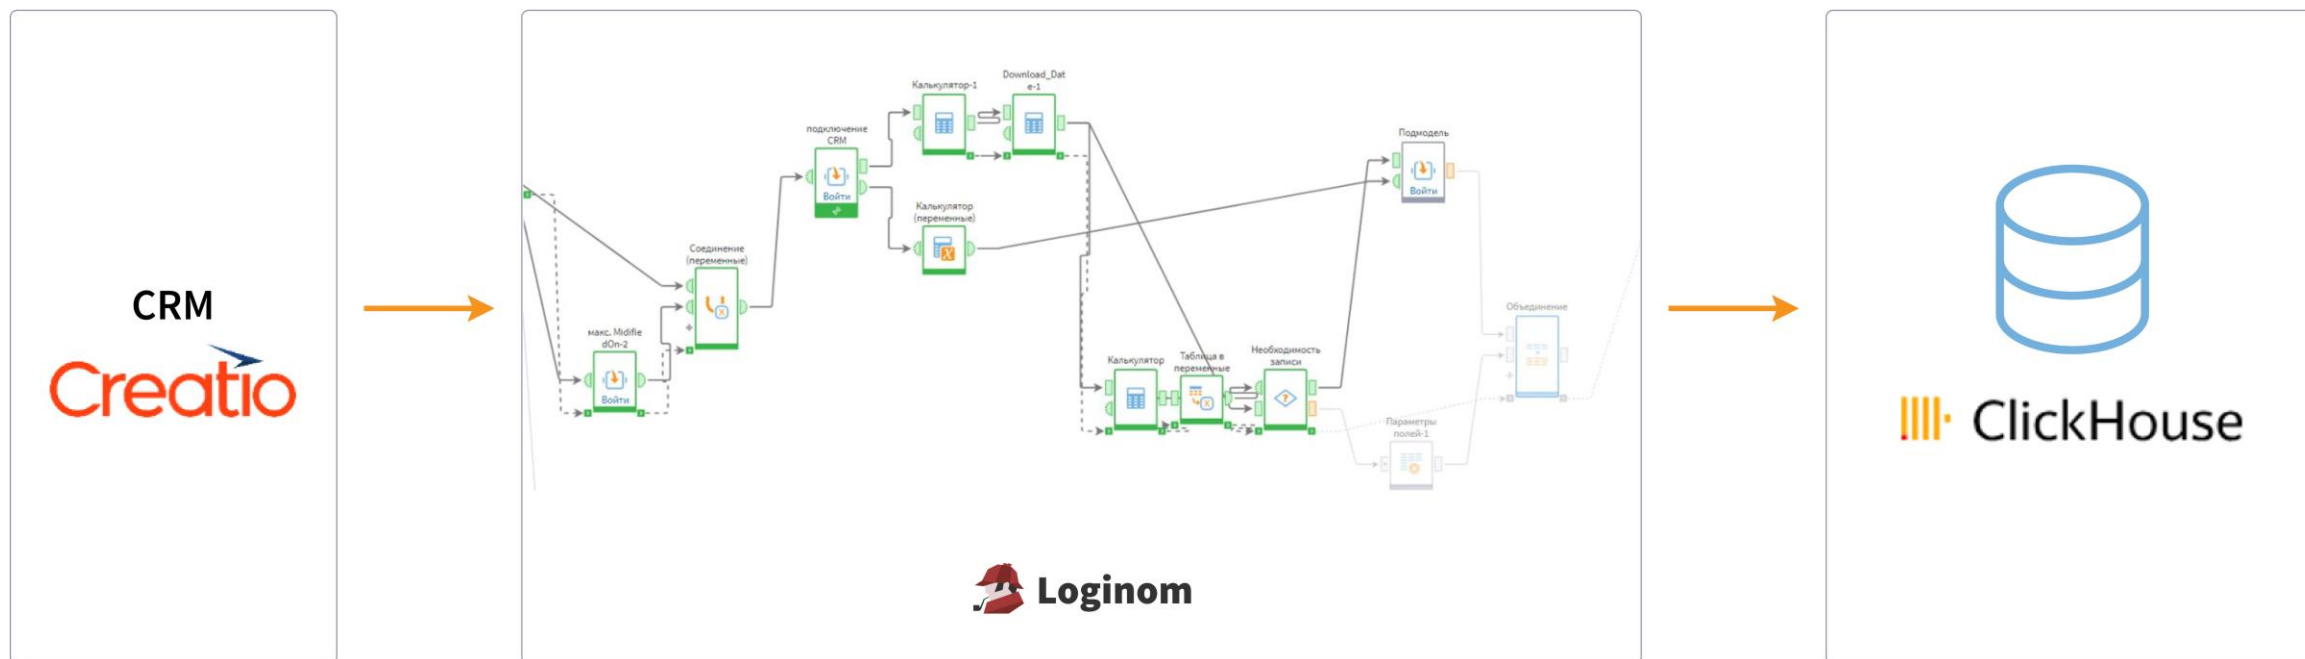 CRM
Creatio
Калькулятор-1
Download_Dat
e-1
подключение
CRM
Войти
Калькулятор
(переменные)
Соединение
(переменные)
макс. Midifie
dOn-2
Войти
Подмодель
Войти
Калькулятор
Таблица в
переменные
Необходимость
записи
Объединение
Параметры
полей-1
Loginom
ClickHouse